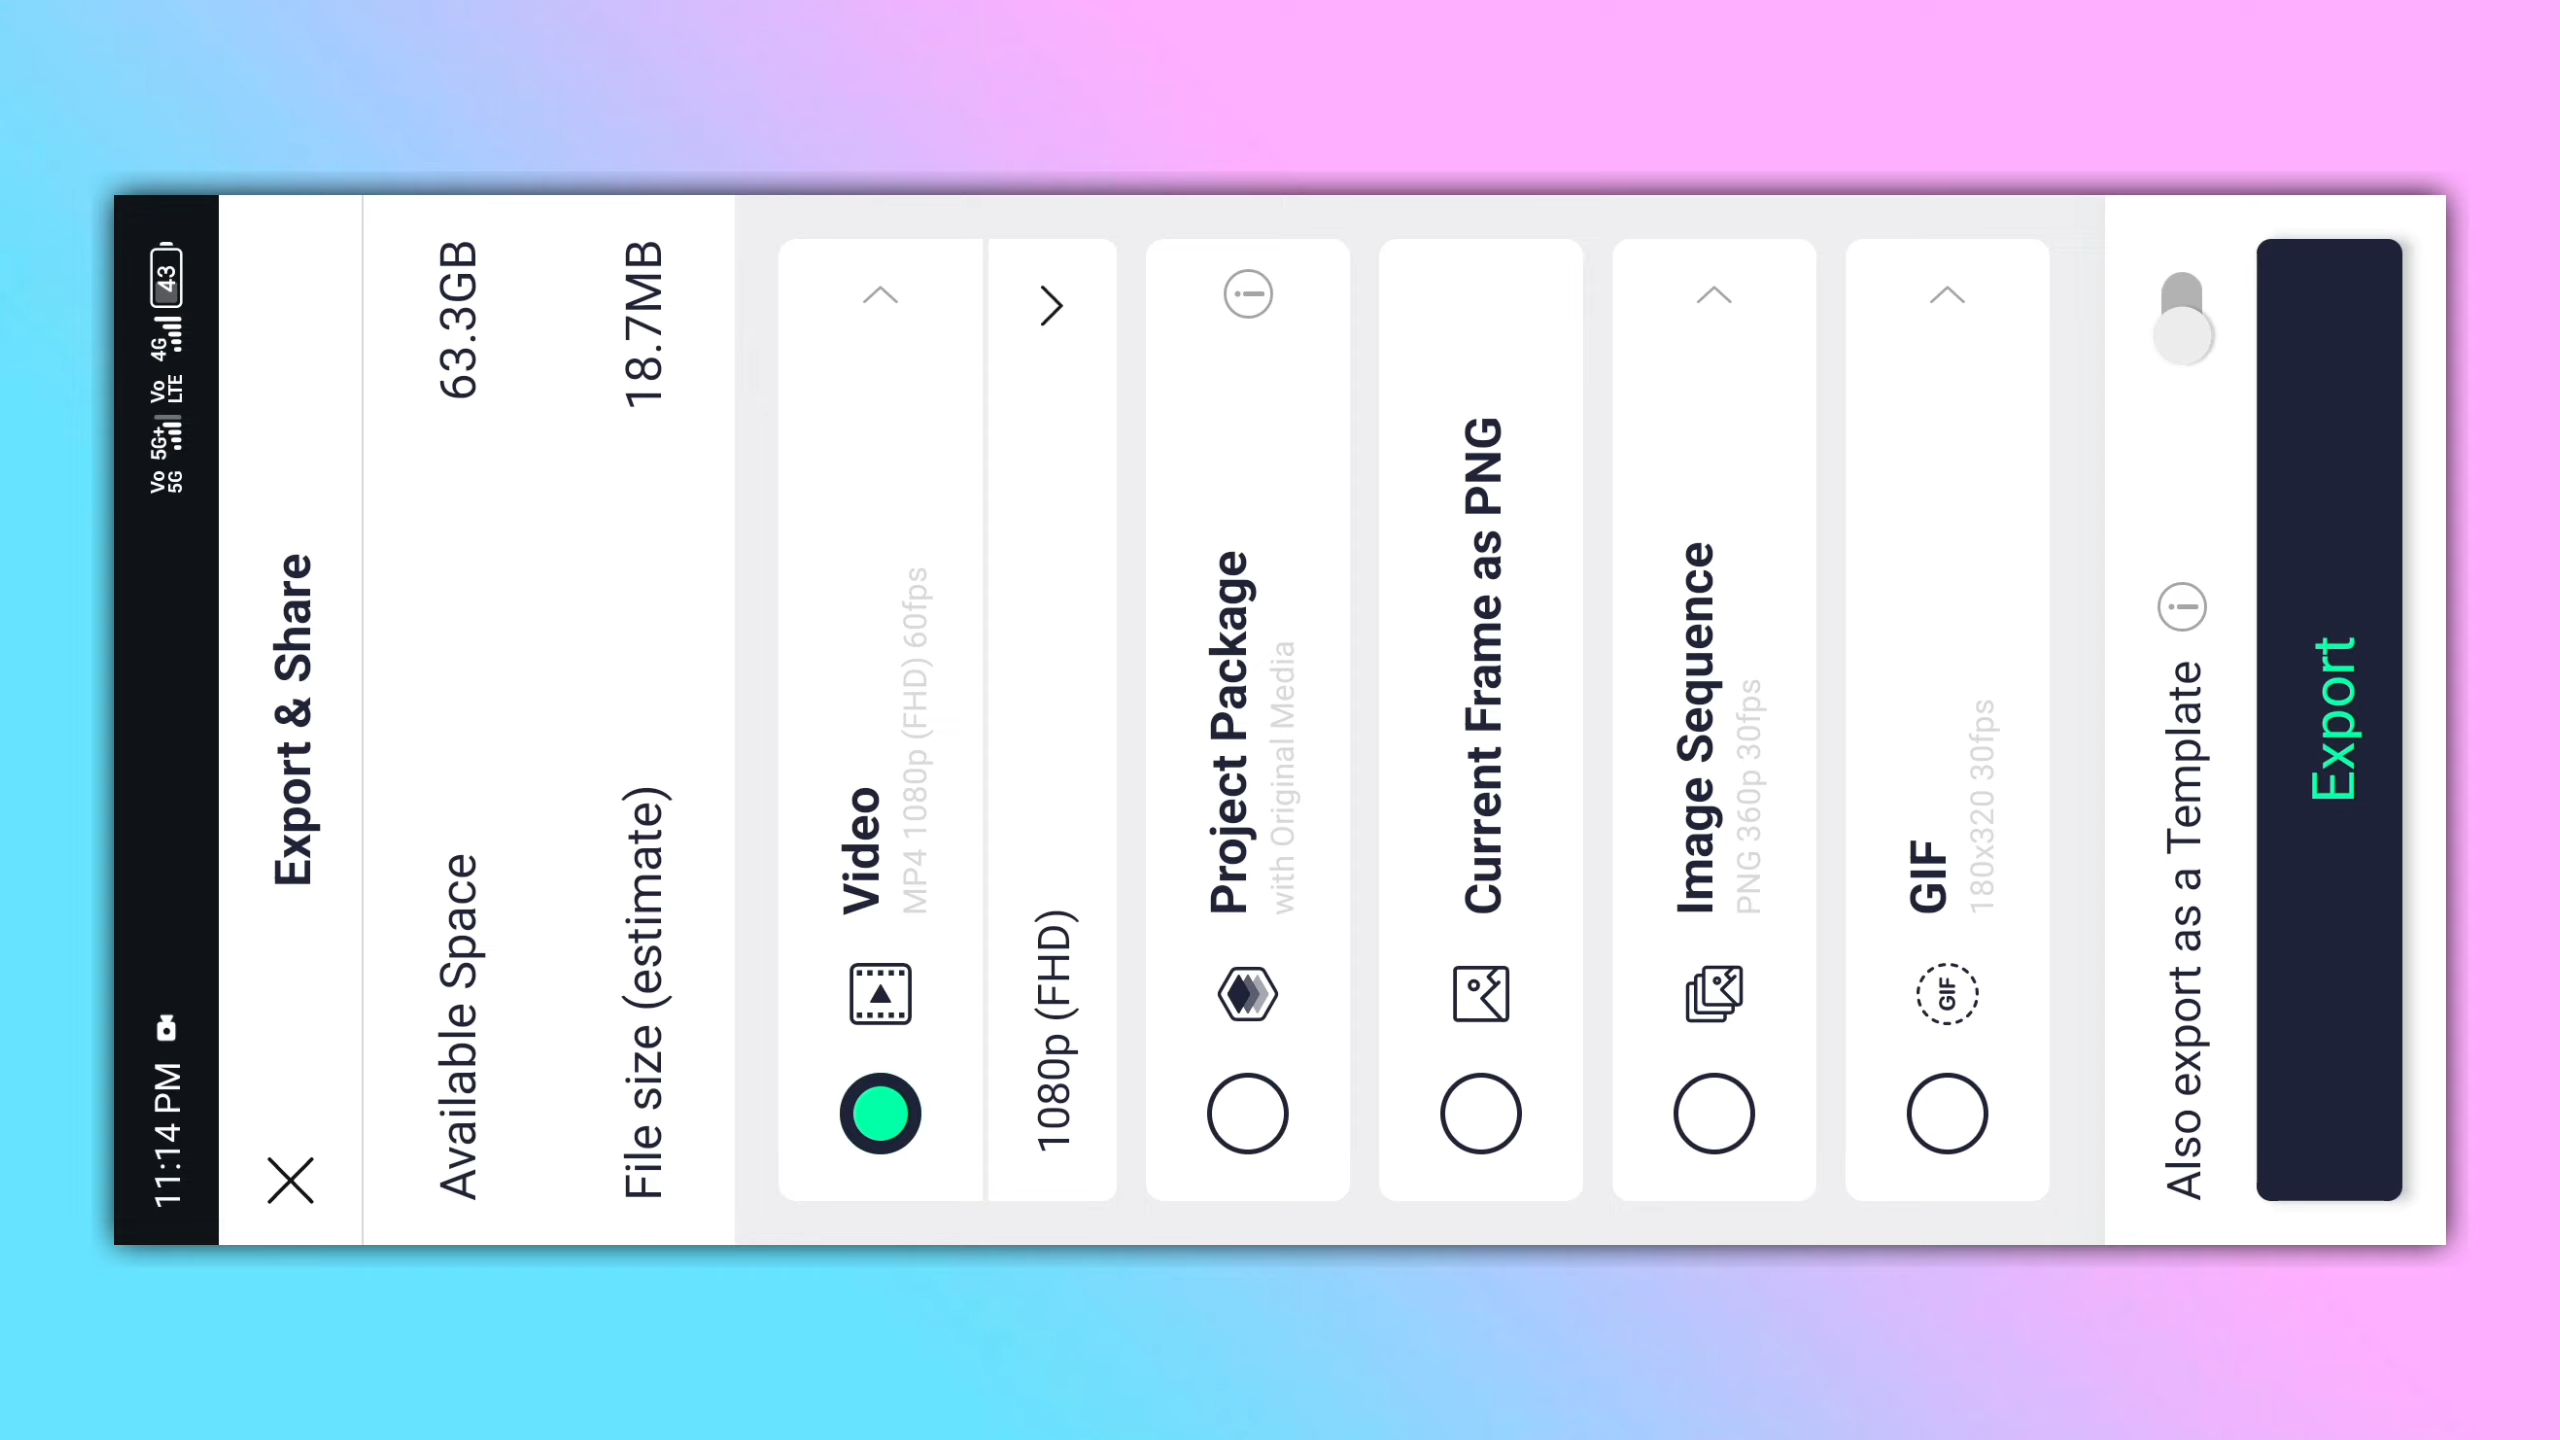 11:14 PM Vo 5G 5G+ Vo LTE 4G 43
Export & Share
Available Space 63.3GB
File size (estimate) 18.7MB
Video
MP4 1080p (FHD) 60fps
1080p (FHD)
Project Package
with Original Media
Current Frame as PNG
Image Sequence
PNG 360p 30fps
GIF
GIF
180x320 30fps
Also export as a Template
Export